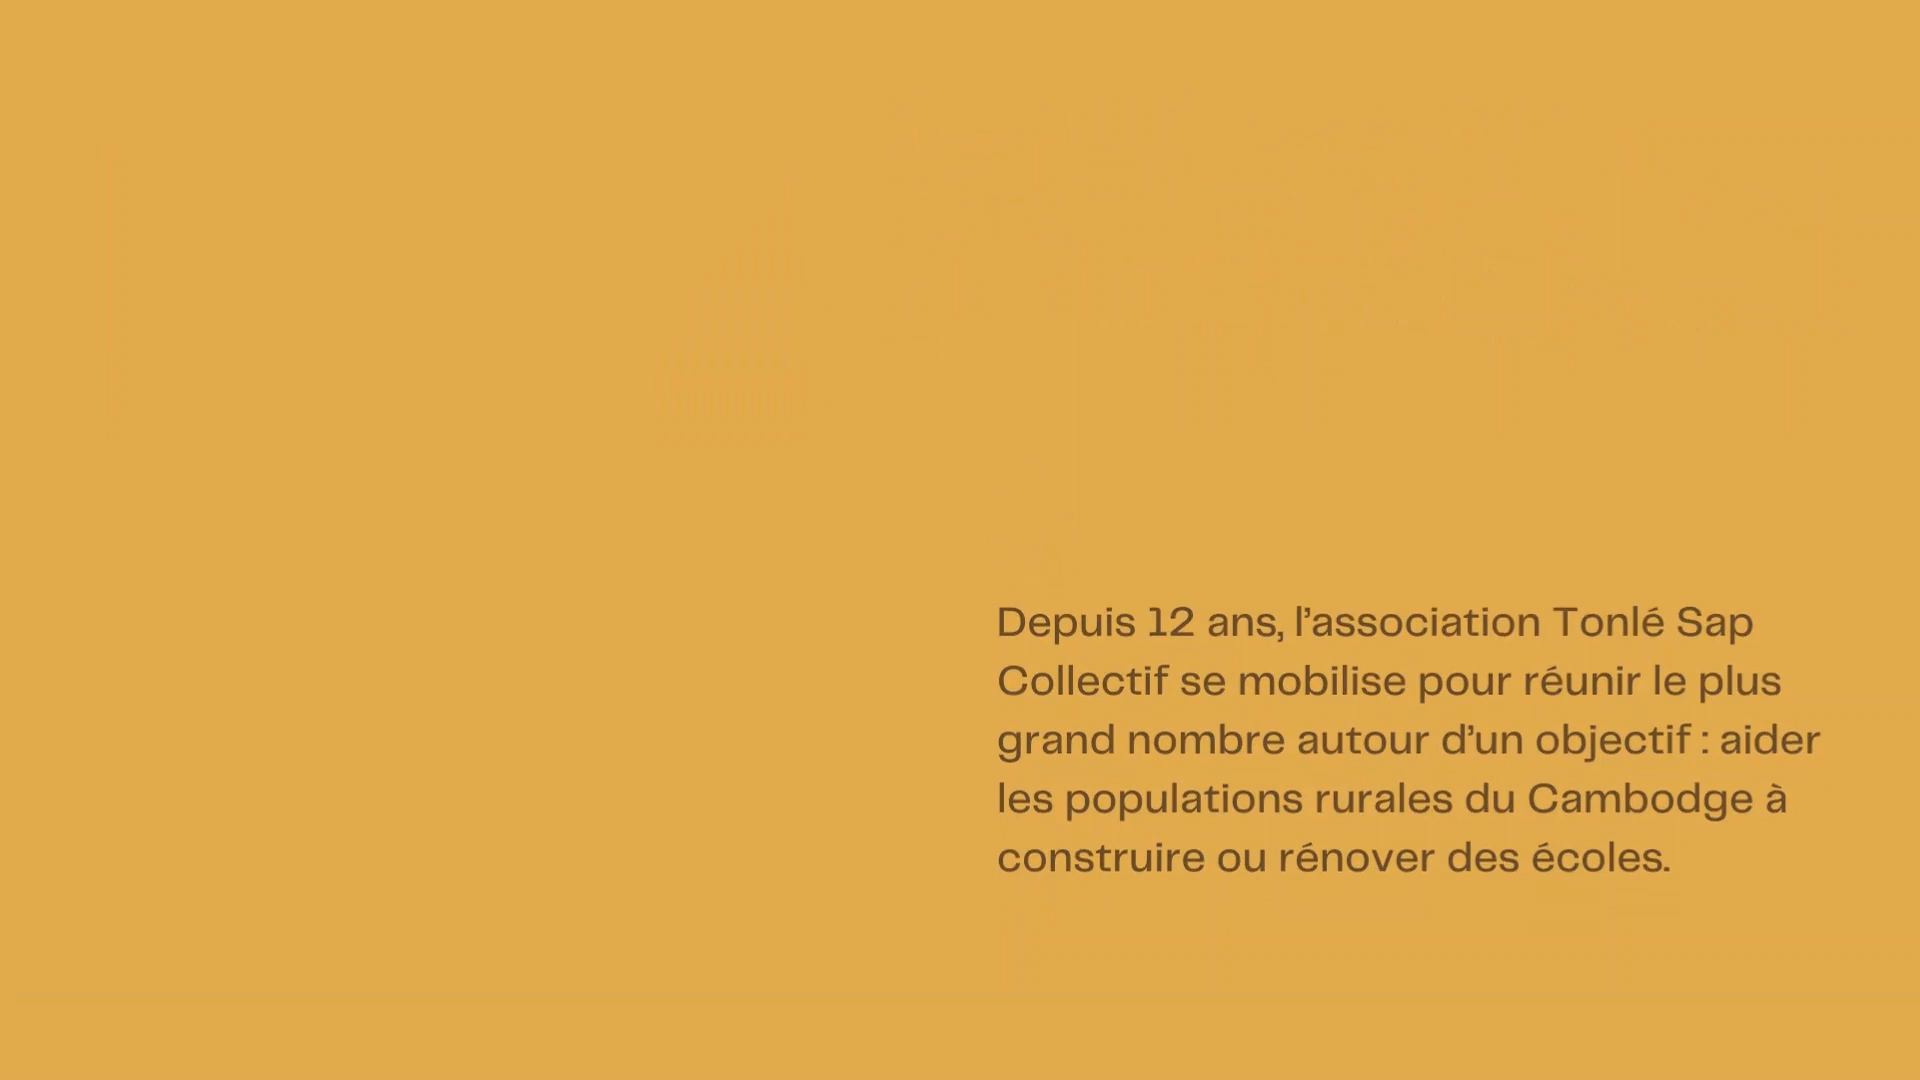 Depuis 12 ans, l’association Tonlé Sap
Collectif se mobilise pour réunir le plus
grand nombre autour d’un objectif : aider
les populations rurales du Cambodge à
construire ou rénover des écoles.